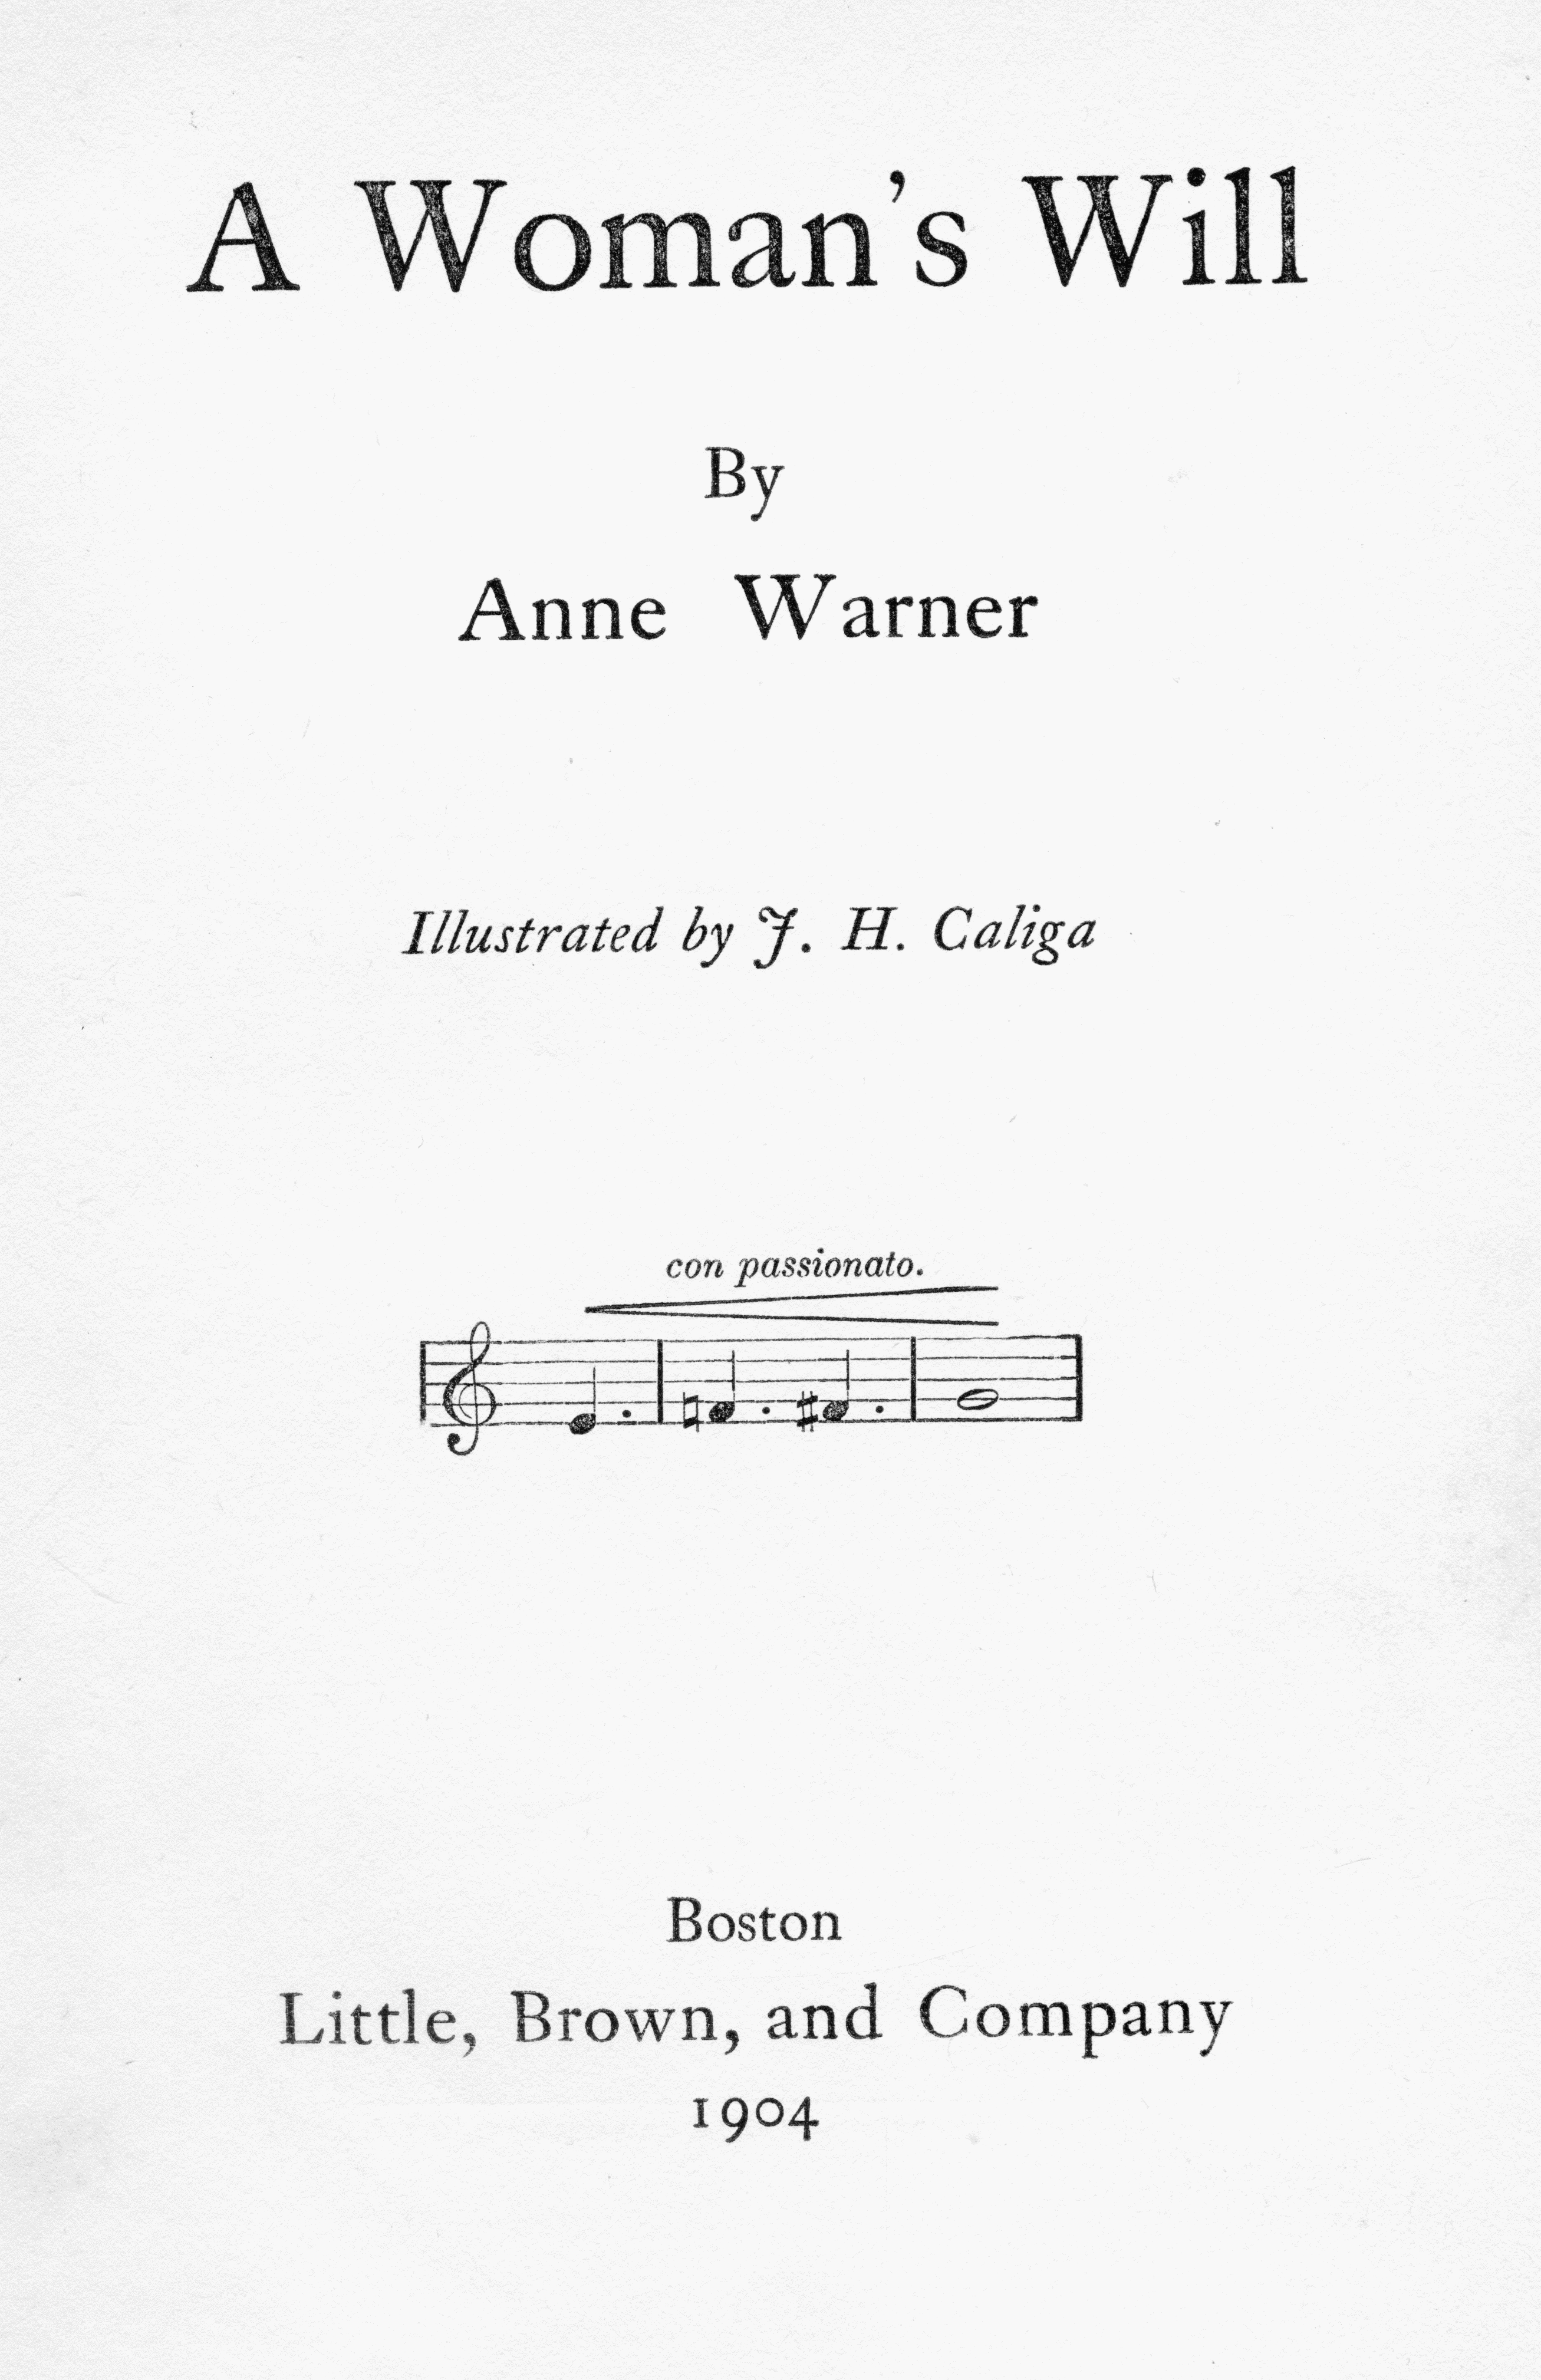 A Woman's Will
By
Anne Warner
Illustrated by J. H. Caliga
con passionato.
Boston
Little, Brown, and Company
1904